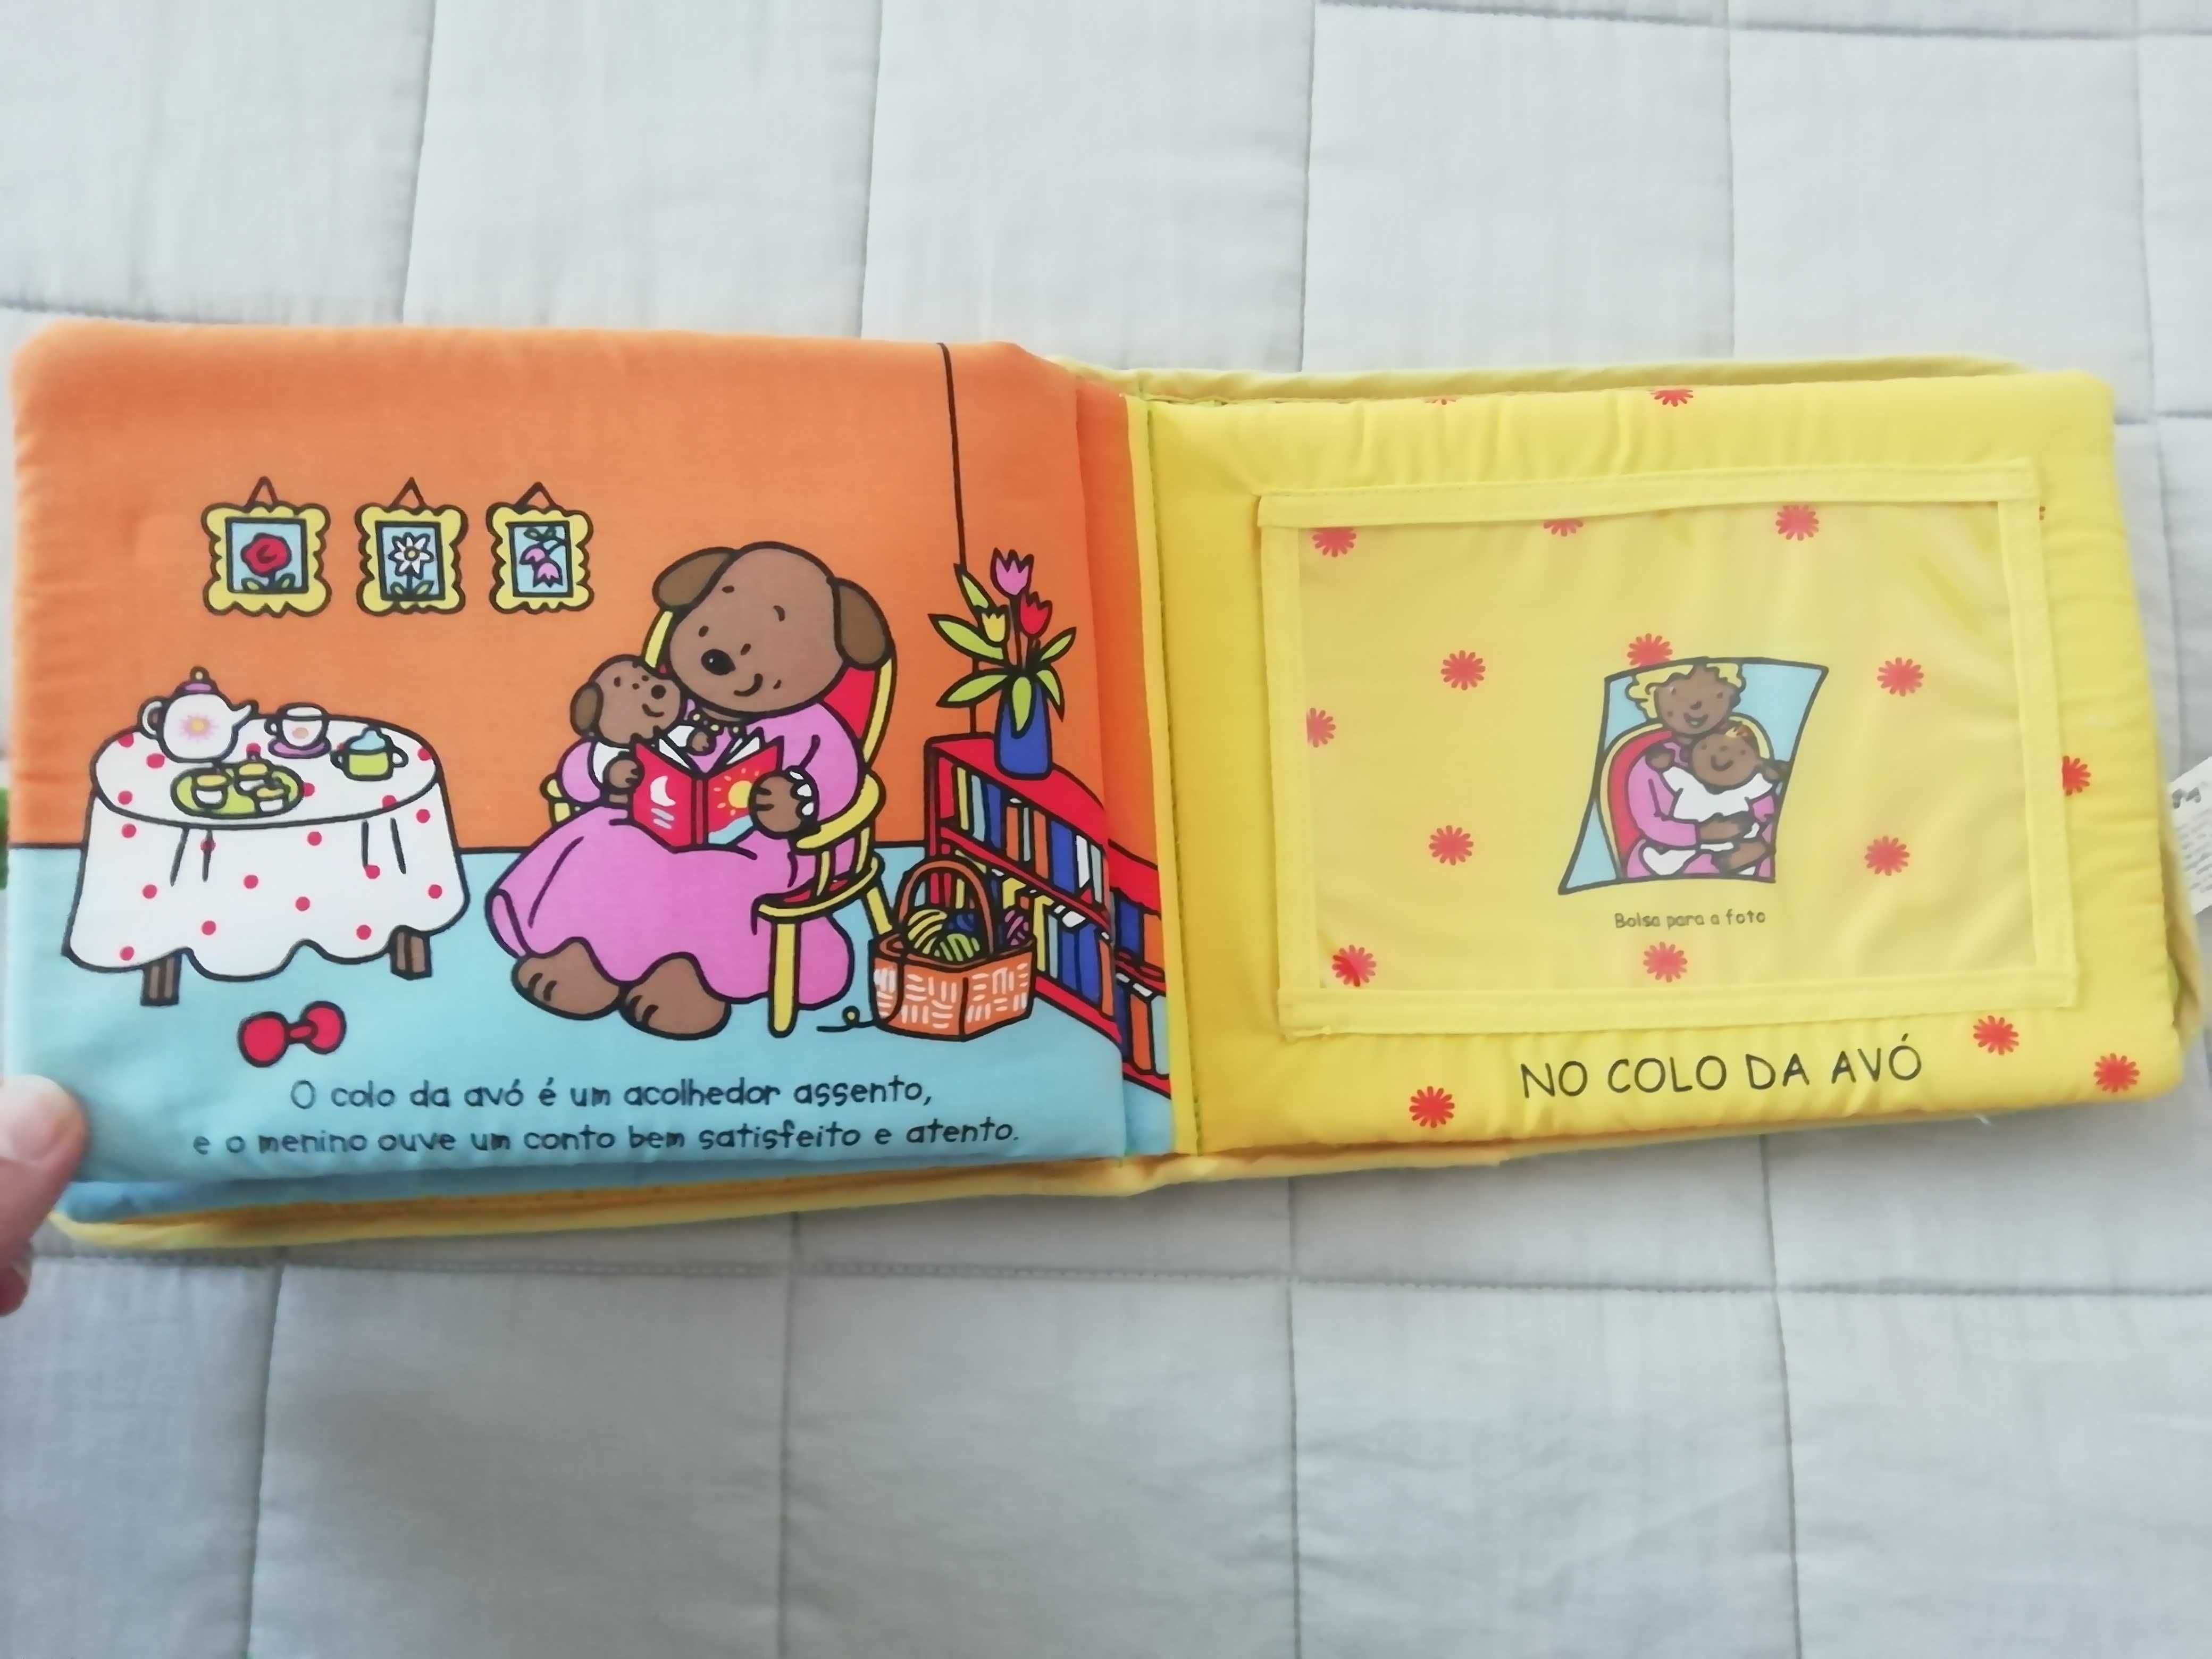 O colo da avó é um acolhedor assento,
e o menino ouve um conto bem satisfeito e atento.
Bolsa para a foto
NO COLO DA AVÓ